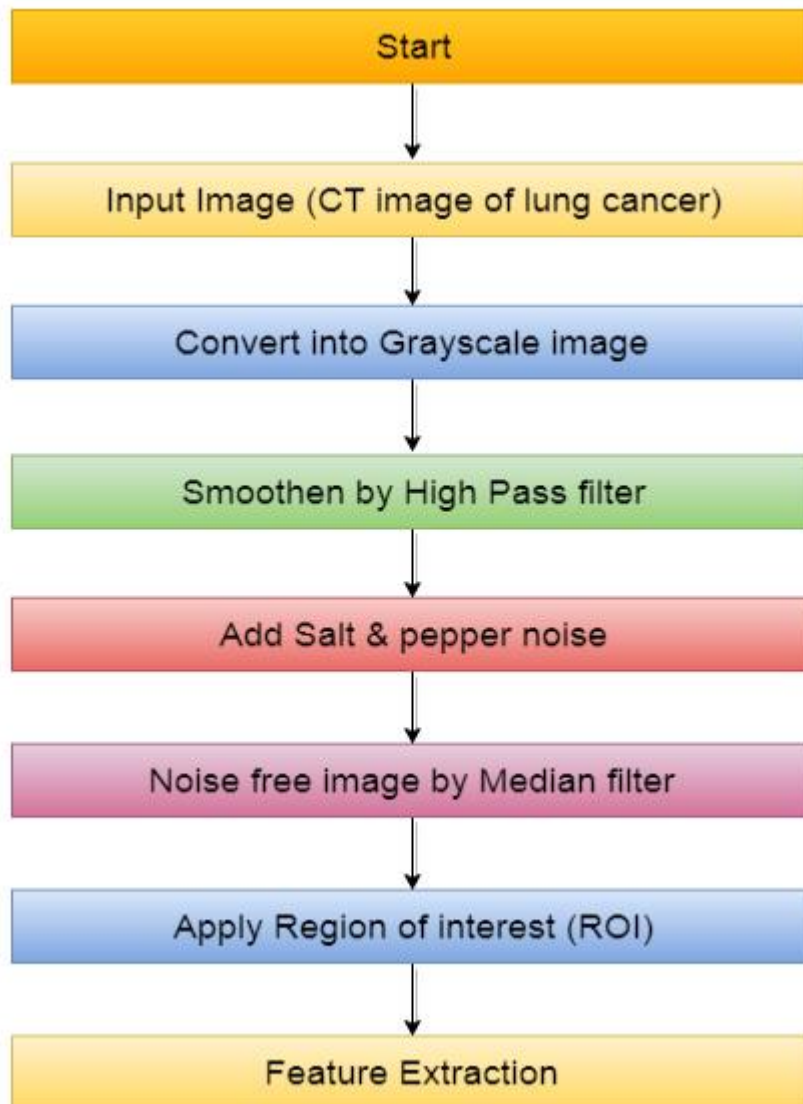 Start
Input Image (CT image of lung cancer)
Convert into Grayscale image
Smoothen by High Pass filter
Add Salt & pepper noise
Noise free image by Median filter
Apply Region of interest (ROI)
Feature Extraction